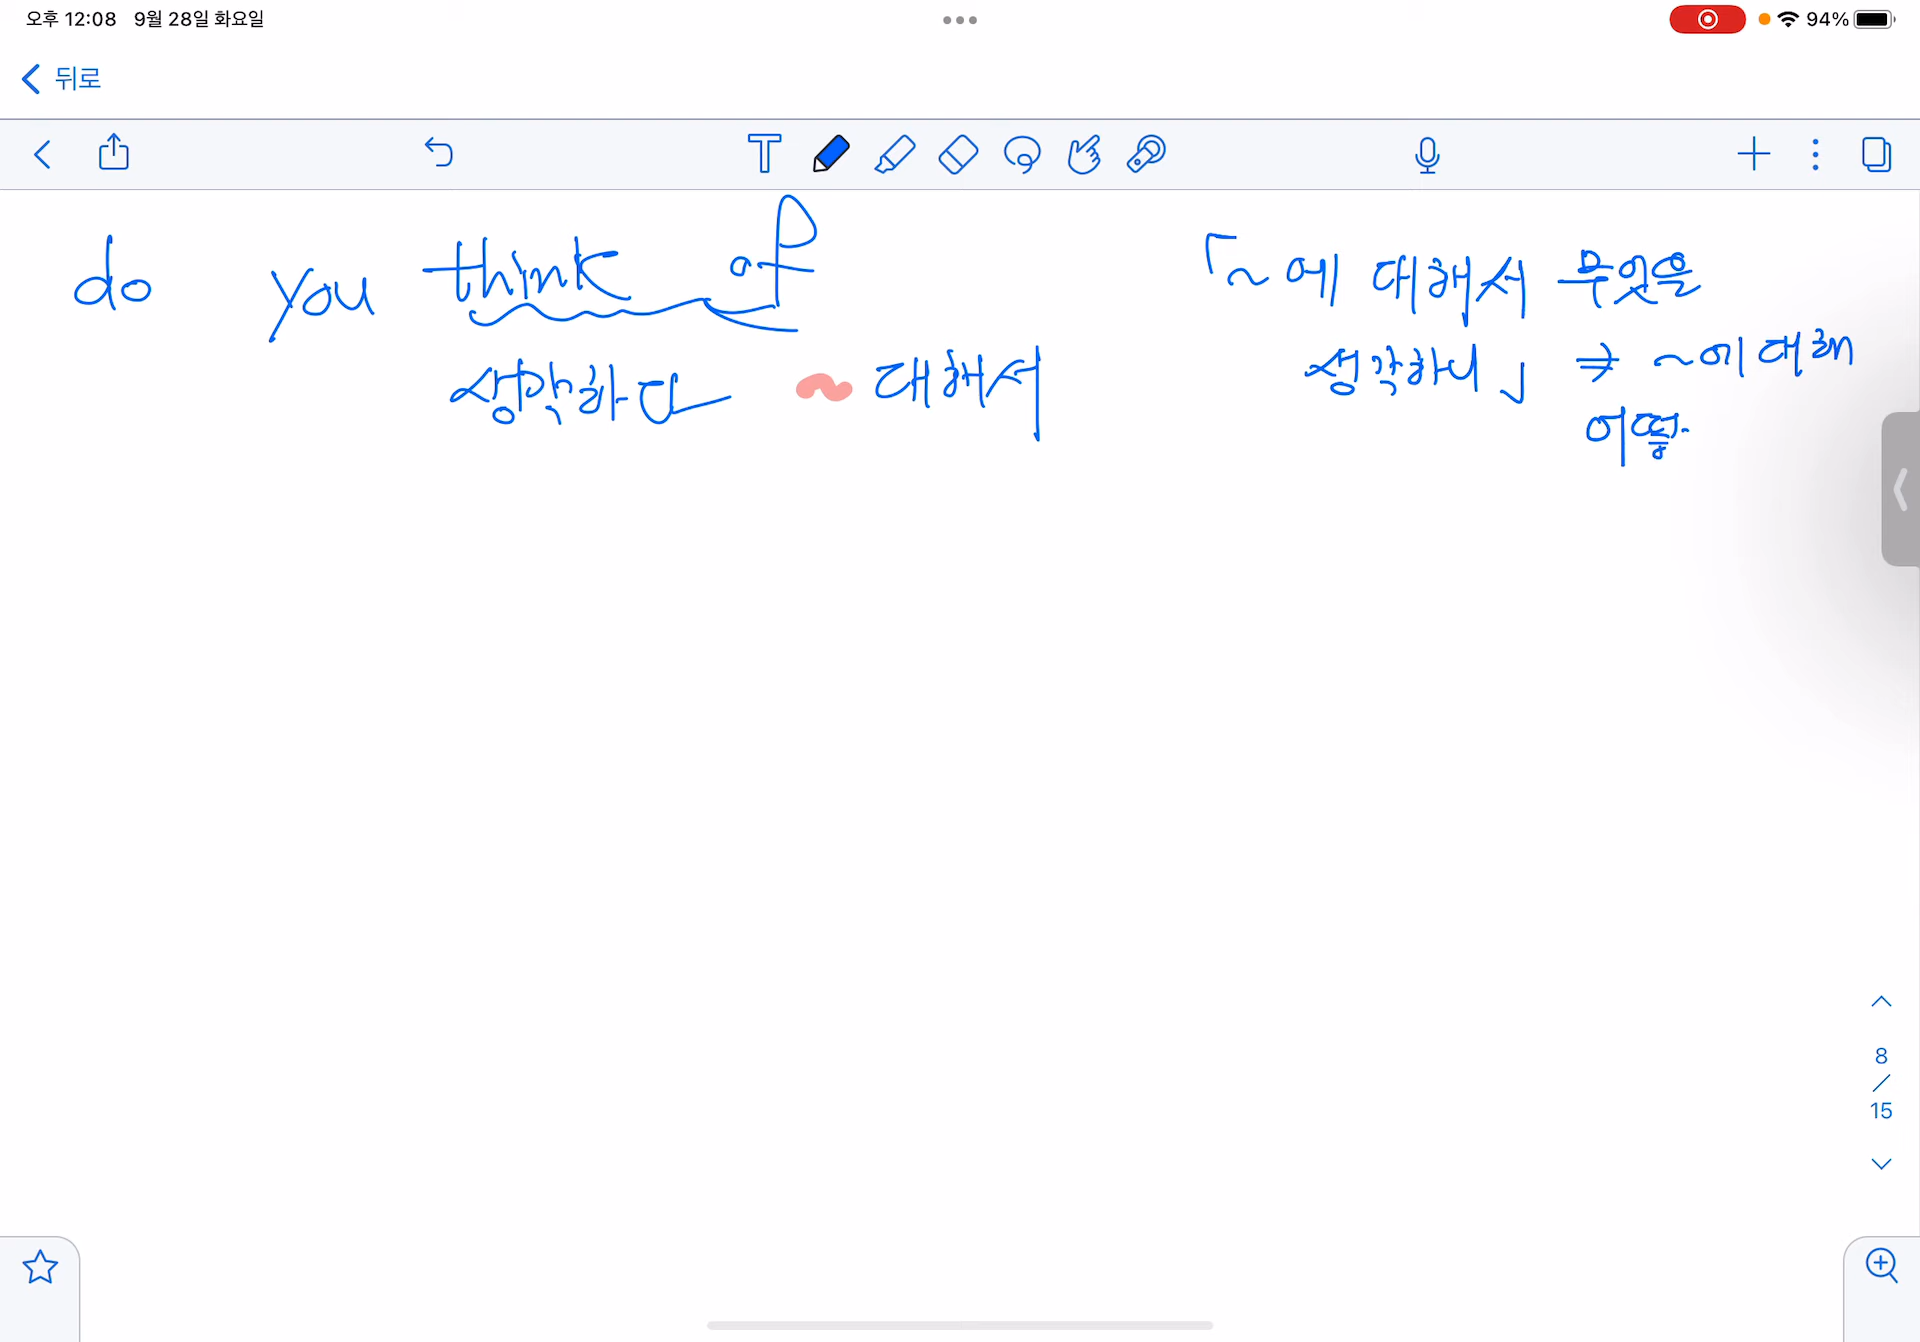 오후 12:08 9월 28일 화요일
94%
뒤로
do you think of
「~에 대해서 무엇을
생각하니」 ⇒ ~에 대해
생각하다 ~ 대해서
어떻
8
/
15